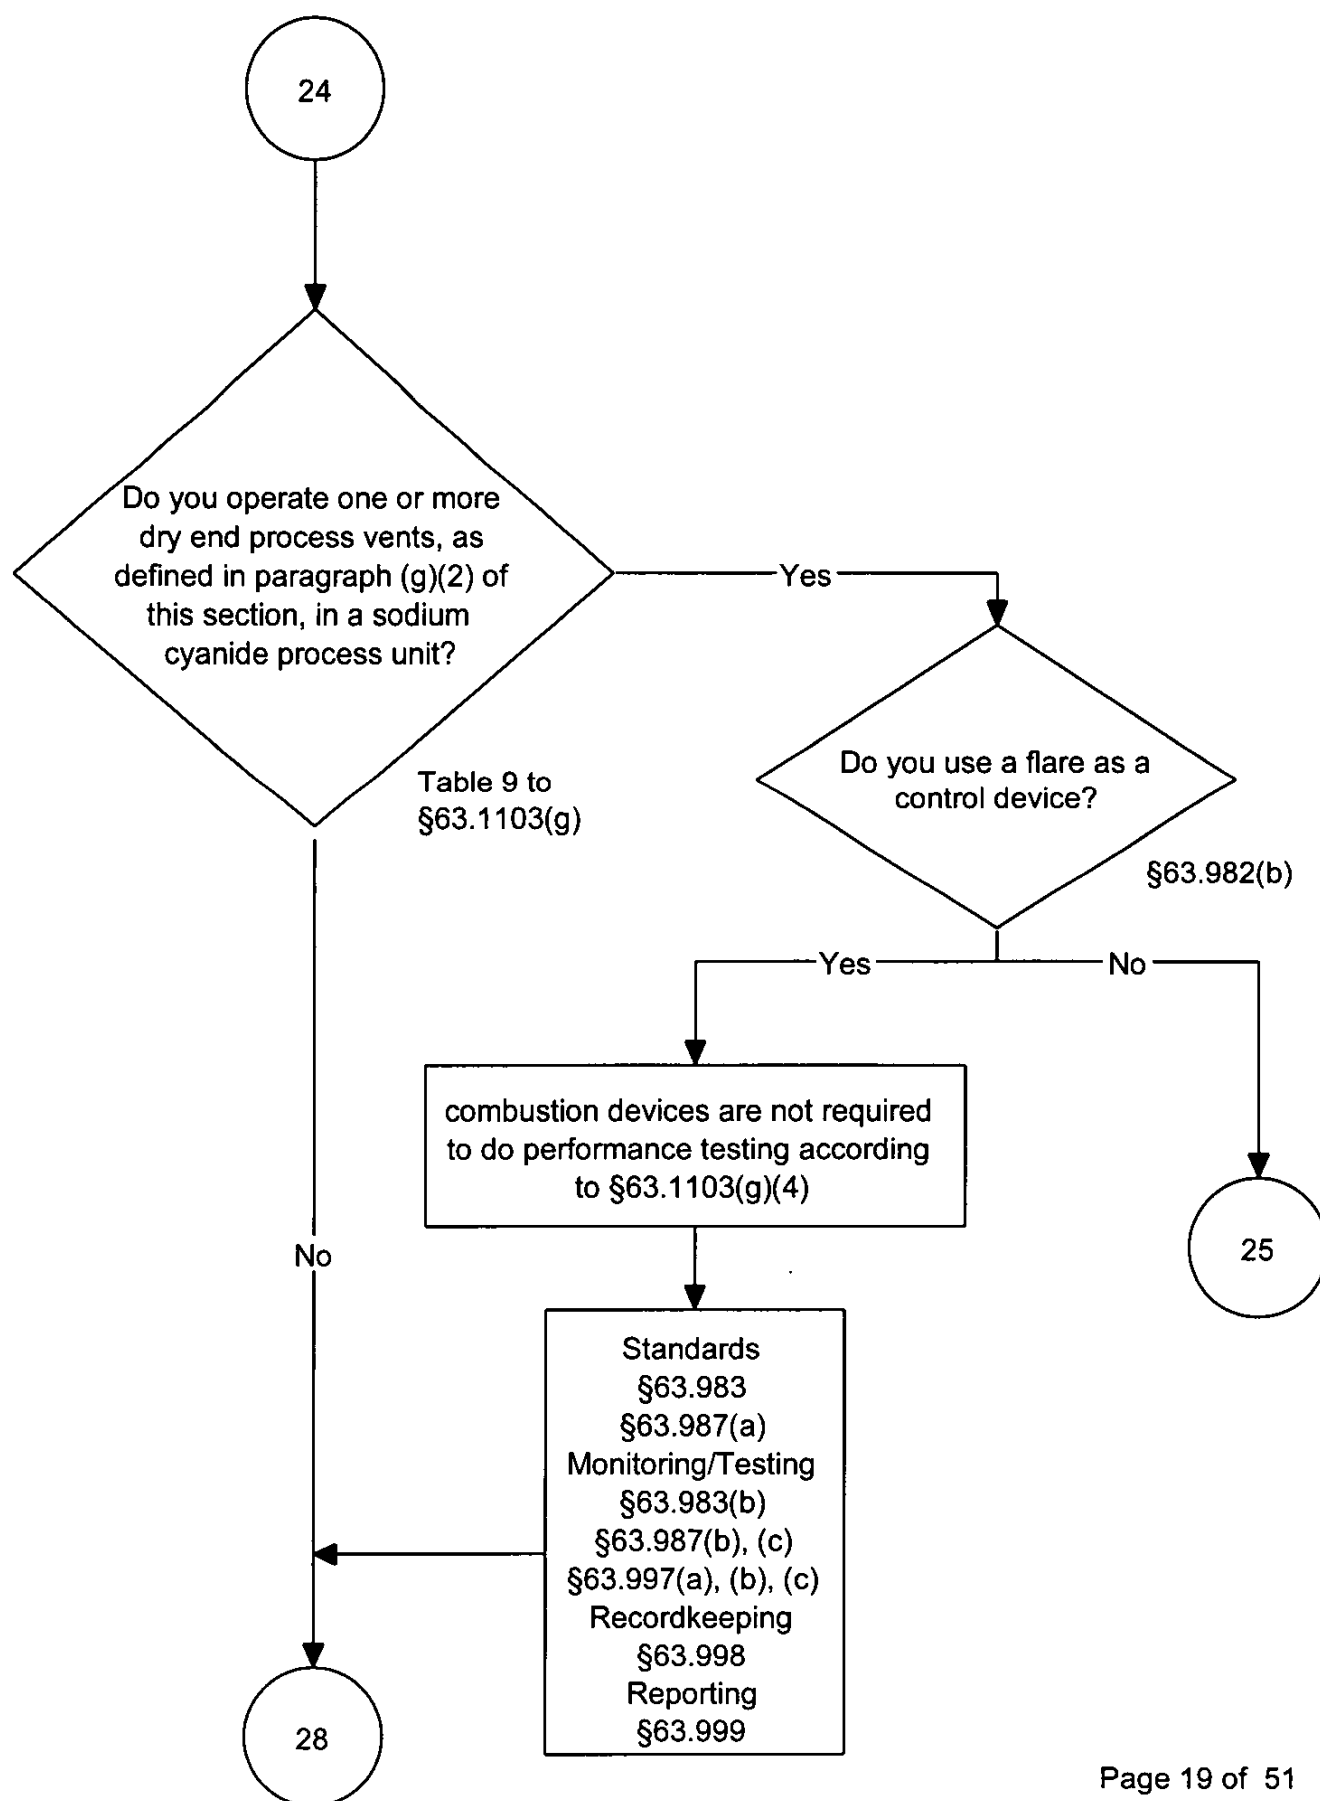 24
Do you operate one or more
dry end process vents, as
defined in paragraph (g)(2) of
this section, in a sodium
cyanide process unit?
Yes
Table 9 to
§63.1103(g)
Do you use a flare as a
control device?
§63.982(b)
Yes
No
combustion devices are not required
to do performance testing according
to §63.1103(g)(4)
25
No
Standards
§63.983
§63.987(a)
Monitoring/Testing
§63.983(b)
§63.987(b), (c)
§63.997(a), (b), (c)
Recordkeeping
§63.998
Reporting
§63.999
28
Page 19 of 51